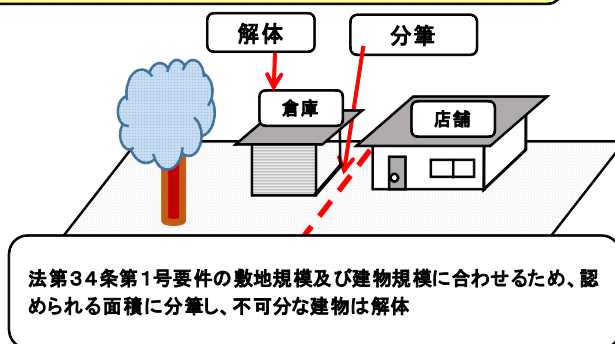 解体
分筆
倉庫
店舗
法第34条第1号要件の敷地規模及び建物規模に合わせるため、認
められる面積に分筆し、不可分な建物は解体